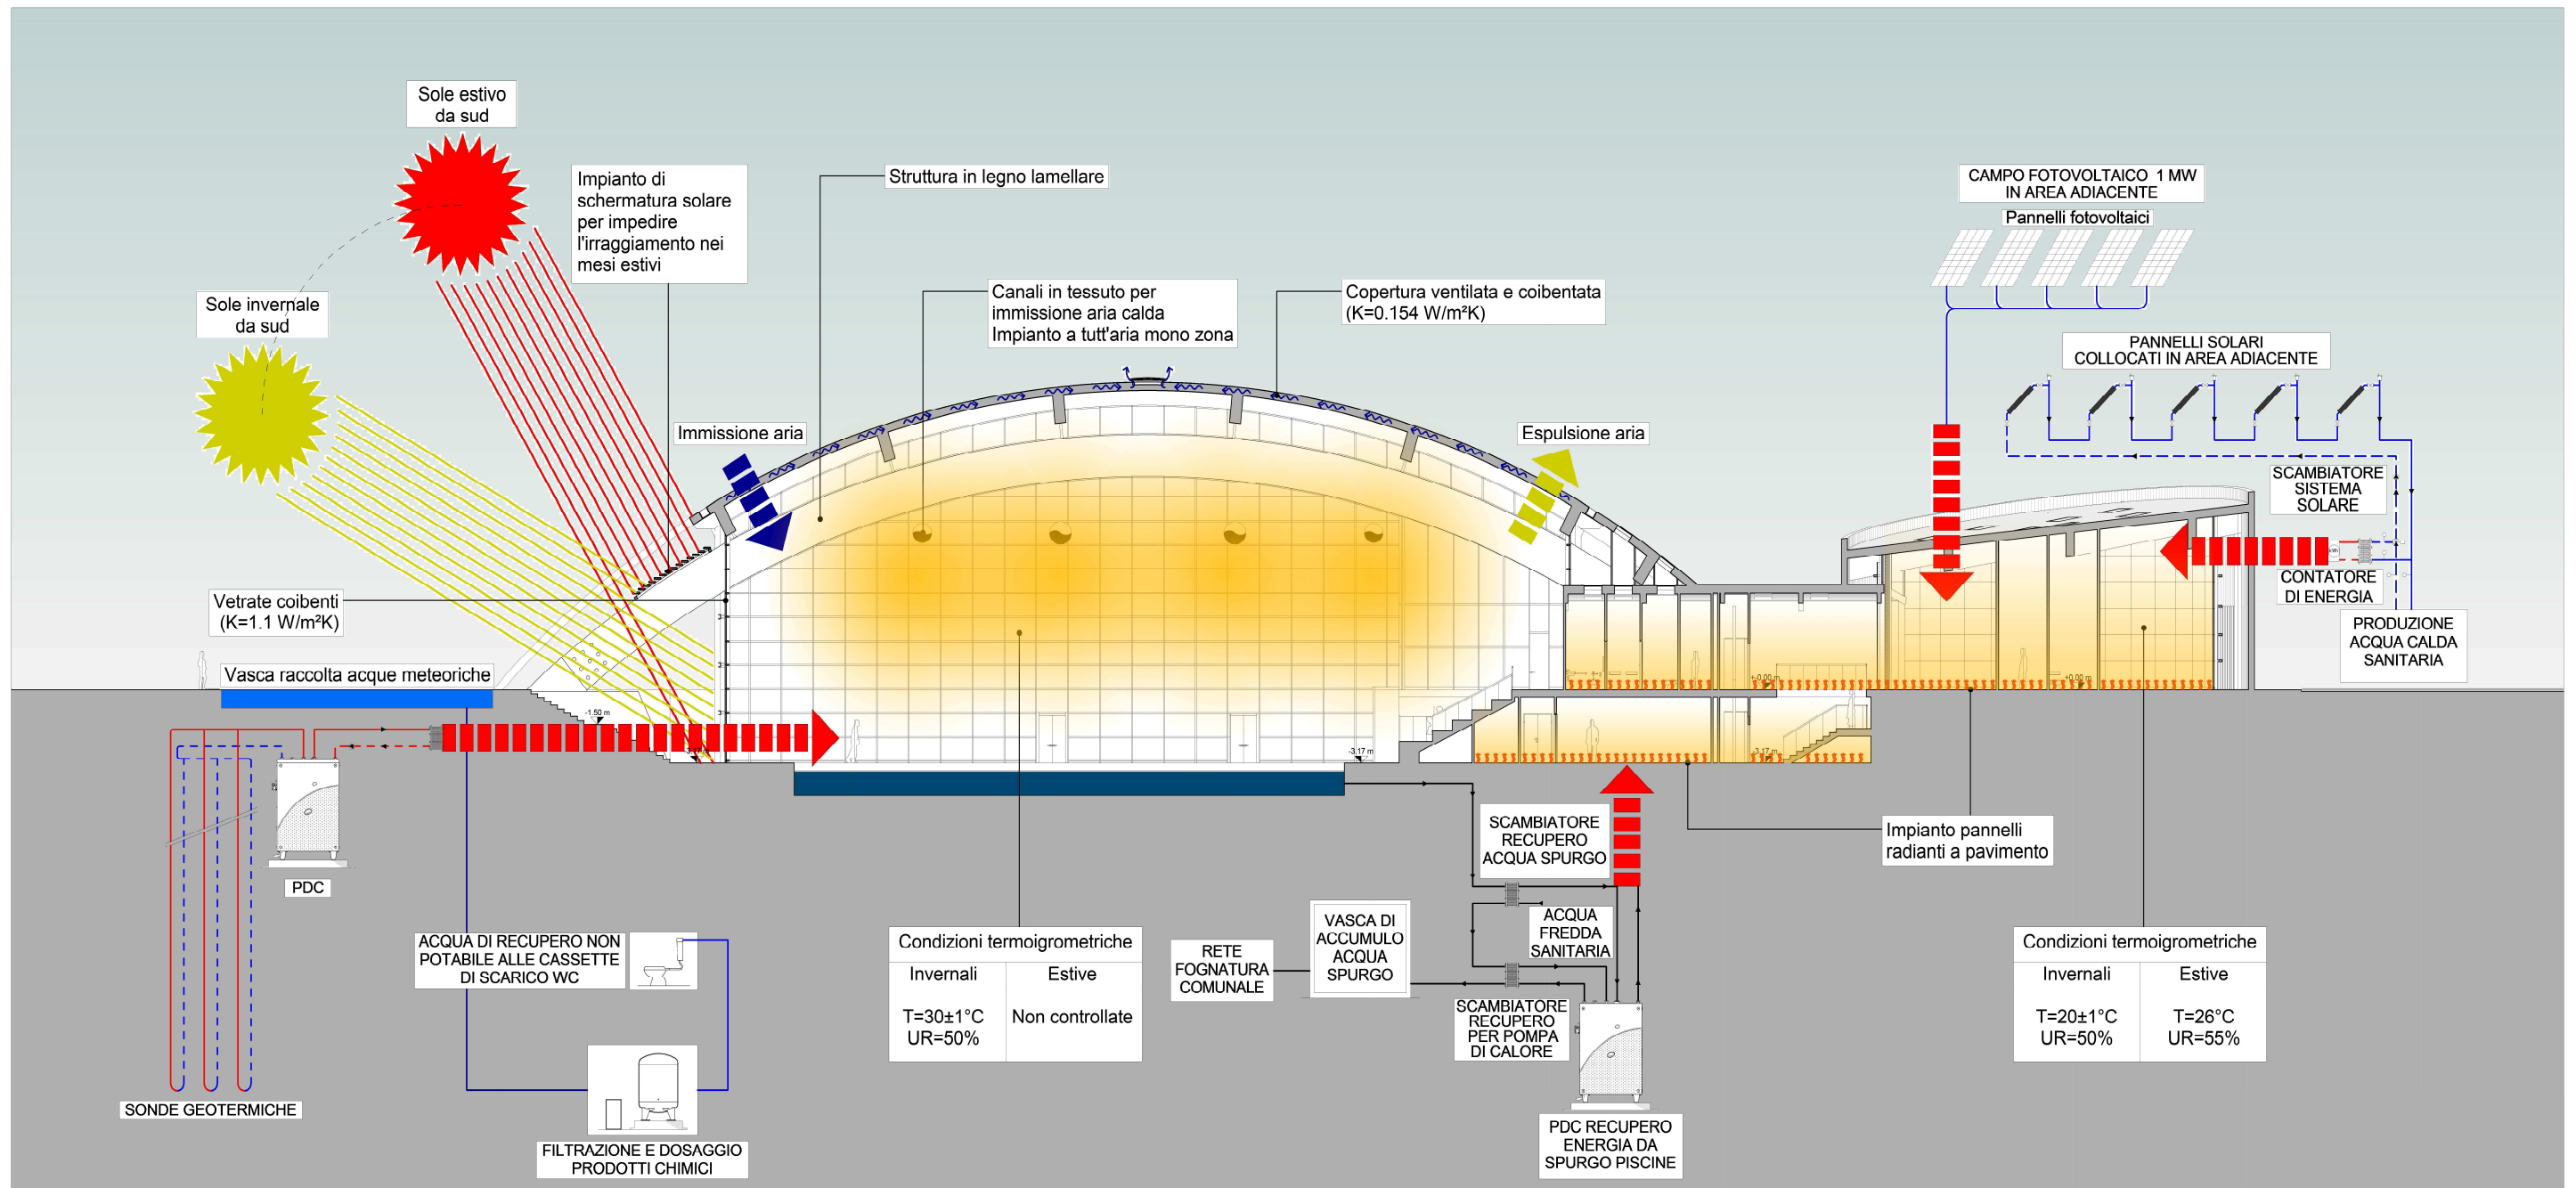 Sole estivo
da sud
Impianto di
schermatura solare
per impedire
l'irraggiamento nei
mesi estivi
Struttura in legno lamellare
CAMPO FOTOVOLTAICO 1 MW
IN AREA ADIACENTE
Pannelli fotovoltaici
Sole invernale
da sud
Canali in tessuto per
immissione aria calda
Impianto a tutt'aria mono zona
Copertura ventilata e coibentata
(K=0.154 W/m²K)
PANNELLI SOLARI
COLLOCATI IN AREA ADIACENTE
Immissione aria
Espulsione aria
SCAMBIATORE
SISTEMA
SOLARE
CONTATORE
DI ENERGIA
Vetrate coibenti
(K=1.1 W/m²K)
PRODUZIONE
ACQUA CALDA
SANITARIA
Vasca raccolta acque meteoriche
+0.00 m
+0.00 m
-1.50 m
-3.17 m
-3.17 m
-3.17 m
SCAMBIATORE
RECUPERO
ACQUA SPURGO
Impianto pannelli
radianti a pavimento
PDC
VASCA DI
ACCUMULO
ACQUA
SPURGO
ACQUA
FREDDA
SANITARIA
RETE
FOGNATURA
COMUNALE
ACQUA DI RECUPERO NON
POTABILE ALLE CASSETTE
DI SCARICO WC
Condizioni termoigrometriche
Invernali Estive
T=30±1°C Non controllate
UR=50%
SCAMBIATORE
RECUPERO
PER POMPA
DI CALORE
Condizioni termoigrometriche
Invernali Estive
T=20±1°C T=26°C
UR=50% UR=55%
SONDE GEOTERMICHE
FILTRAZIONE E DOSAGGIO
PRODOTTI CHIMICI
PDC RECUPERO
ENERGIA DA
SPURGO PISCINE